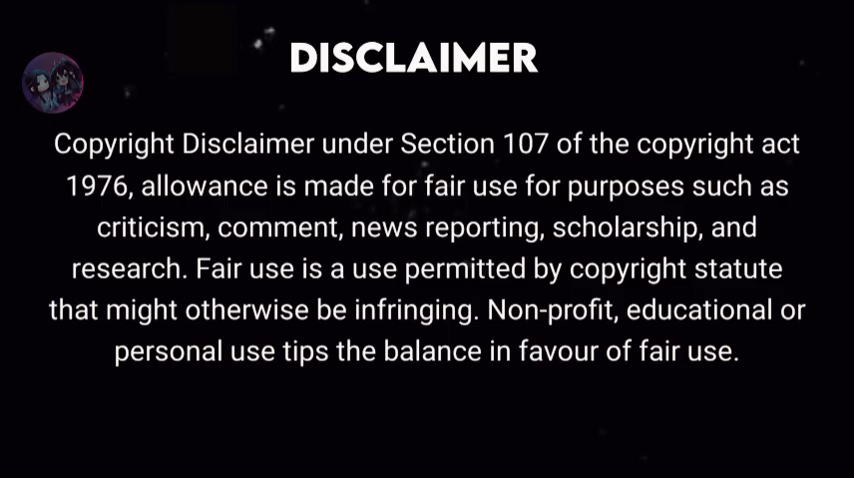 DISCLAIMER
Copyright Disclaimer under Section 107 of the copyright act
1976, allowance is made for fair use for purposes such as
criticism, comment, news reporting, scholarship, and
research. Fair use is a use permitted by copyright statute
that might otherwise be infringing. Non-profit, educational or
personal use tips the balance in favour of fair use.